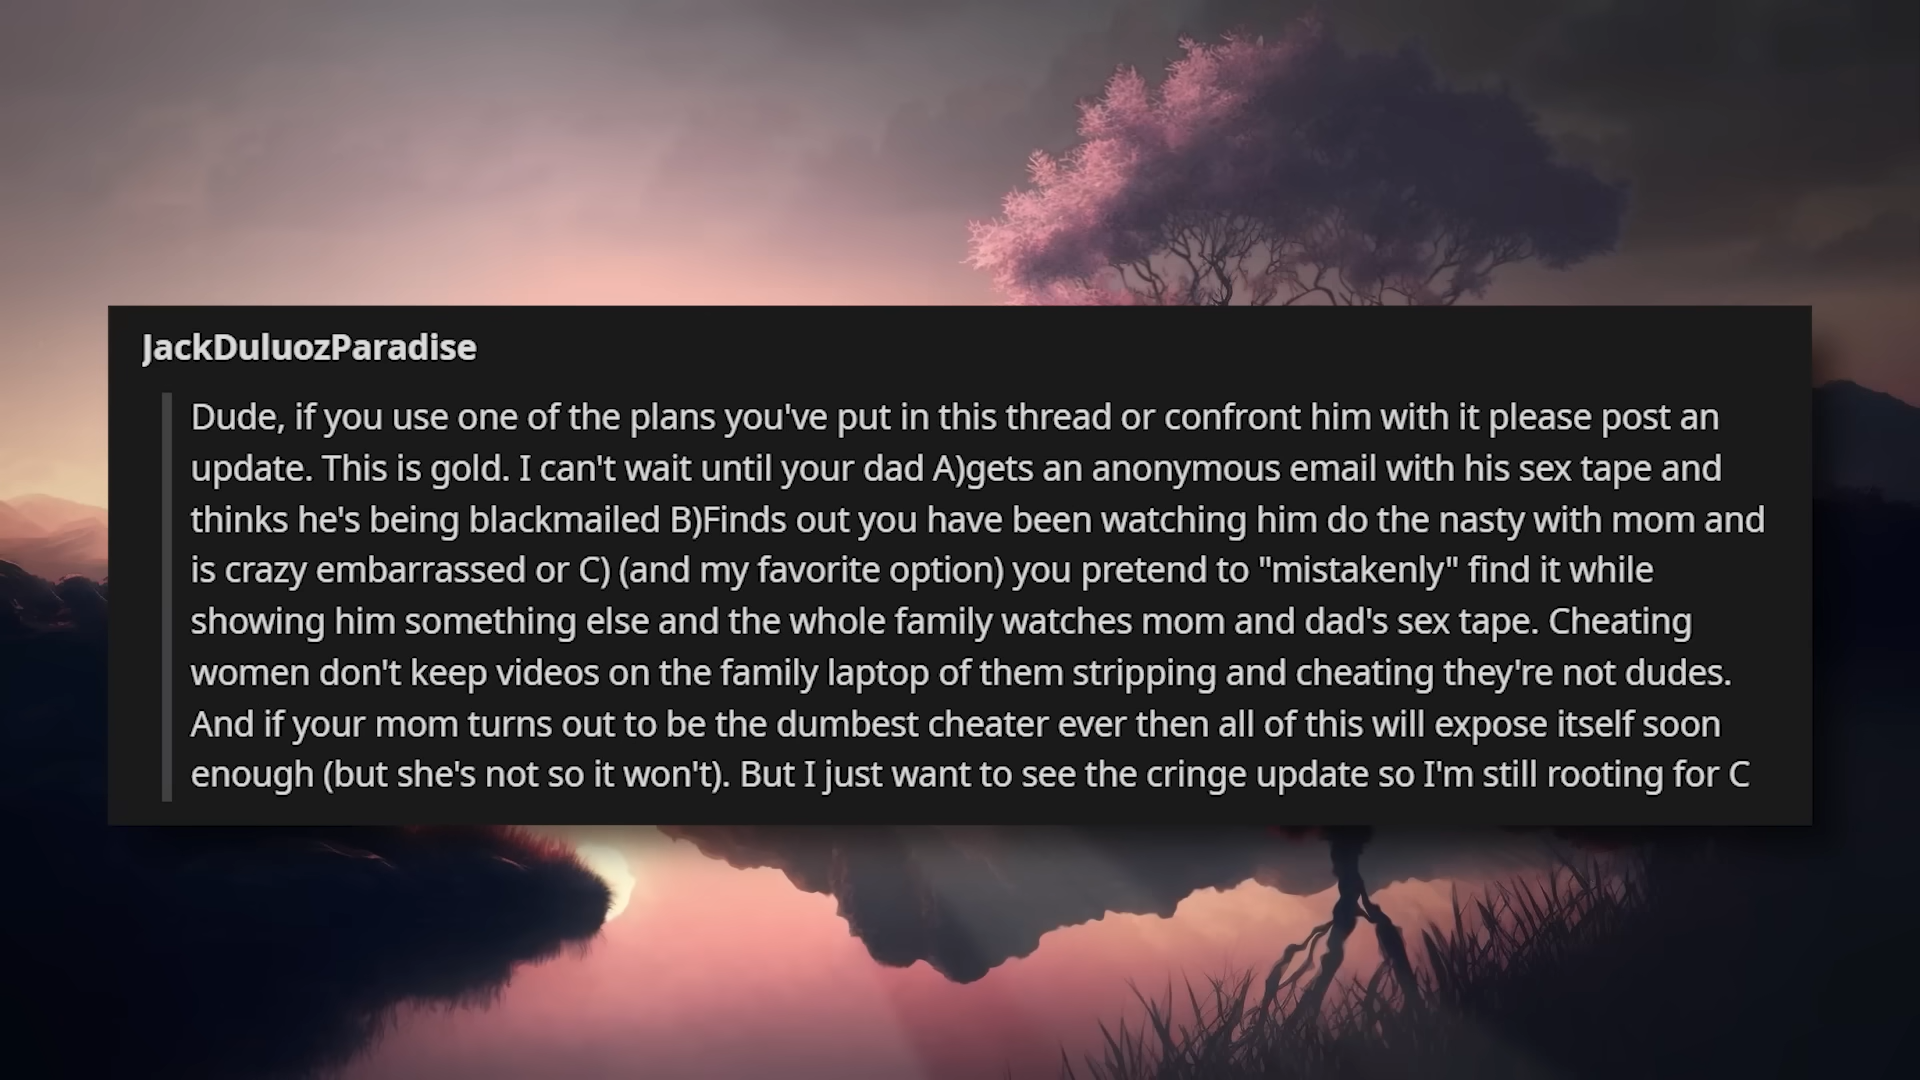 JackDuluozParadise
Dude, if you use one of the plans you've put in this thread or confront him with it please post an
update. This is gold. I can't wait until your dad A)gets an anonymous email with his sex tape and
thinks he's being blackmailed B)Finds out you have been watching him do the nasty with mom and
is crazy embarrassed or C) (and my favorite option) you pretend to "mistakenly" find it while
showing him something else and the whole family watches mom and dad's sex tape. Cheating
women don't keep videos on the family laptop of them stripping and cheating they're not dudes.
And if your mom turns out to be the dumbest cheater ever then all of this will expose itself soon
enough (but she's not so it won't). But I just want to see the cringe update so I'm still rooting for C